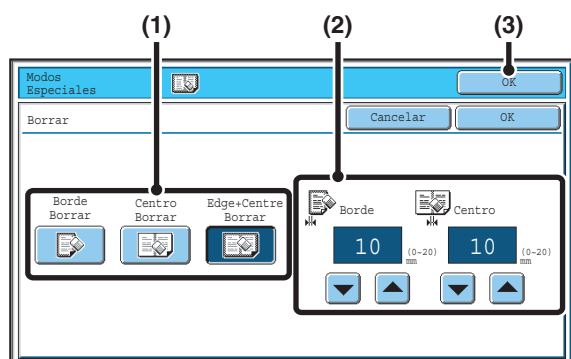 (1) (2) (3)
Modos
Especiales
OK
Borrar
Cancelar
OK
Borde
Borrar
Centro
Borrar
Edge+Centre
Borrar
Borde
Centro
10
(0~20)
mm
10
(0~20)
mm